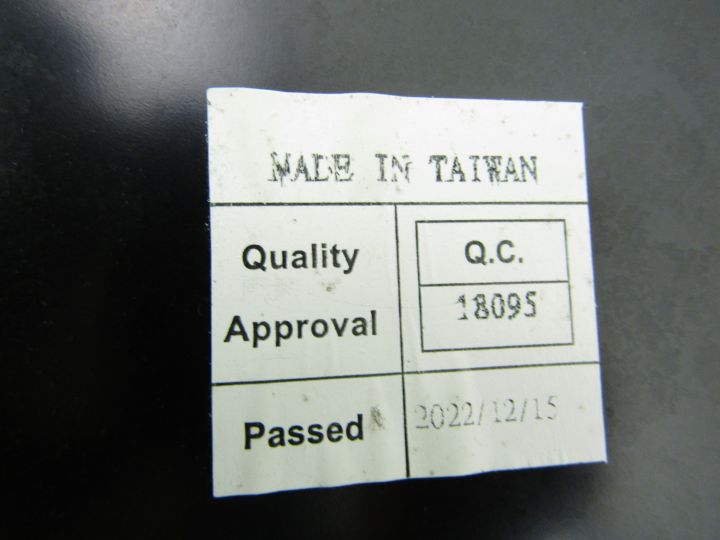 MADE IN TAIWAN
Quality
Approval
Q.C.
18095
Passed
2022/12/15